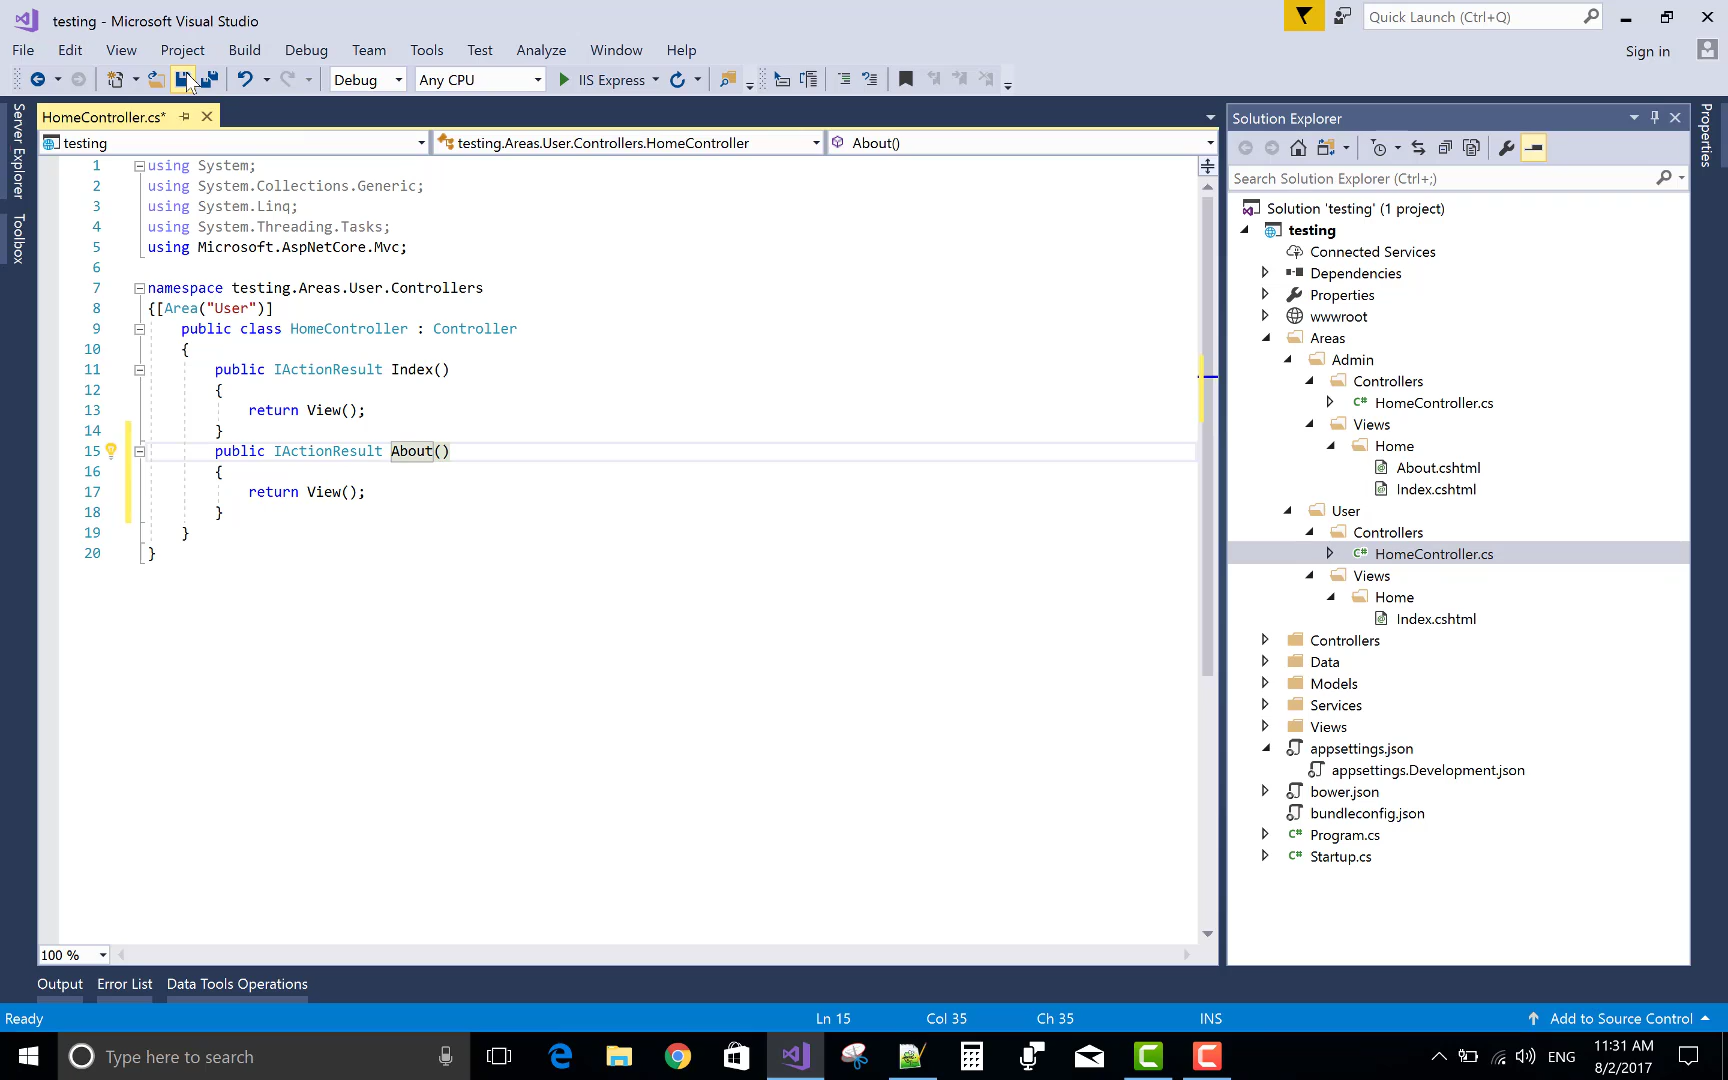 testing - Microsoft Visual Studio
Quick Launch (Ctrl+Q)
File Edit View Project Build Debug Team Tools Test Analyze Window Help
Sign in
Debug Any CPU IIS Express
Server Explorer
Toolbox
HomeController.cs*
testing testing.Areas.User.Controllers.HomeController About()
1 using System;
2 using System.Collections.Generic;
3 using System.Linq;
4 using System.Threading.Tasks;
5 using Microsoft.AspNetCore.Mvc;
6
7 namespace testing.Areas.User.Controllers
8 {[Area("User")]
9 public class HomeController : Controller
10 {
11 public IActionResult Index()
12 {
13 return View();
14 }
15 public IActionResult About()
16 {
17 return View();
18 }
19 }
20 }
100 %
Solution Explorer
Search Solution Explorer (Ctrl+;)
Solution 'testing' (1 project)
testing
Connected Services
Dependencies
Properties
wwwroot
Areas
Admin
Controllers
C# HomeController.cs
Views
Home
About.cshtml
Index.cshtml
User
Controllers
C# HomeController.cs
Views
Home
Index.cshtml
Controllers
Data
Models
Services
Views
appsettings.json
appsettings.Development.json
bower.json
bundleconfig.json
C# Program.cs
C# Startup.cs
Properties
Output Error List Data Tools Operations
Ready Ln 15 Col 35 Ch 35 INS Add to Source Control
Type here to search
ENG
11:31 AM
8/2/2017